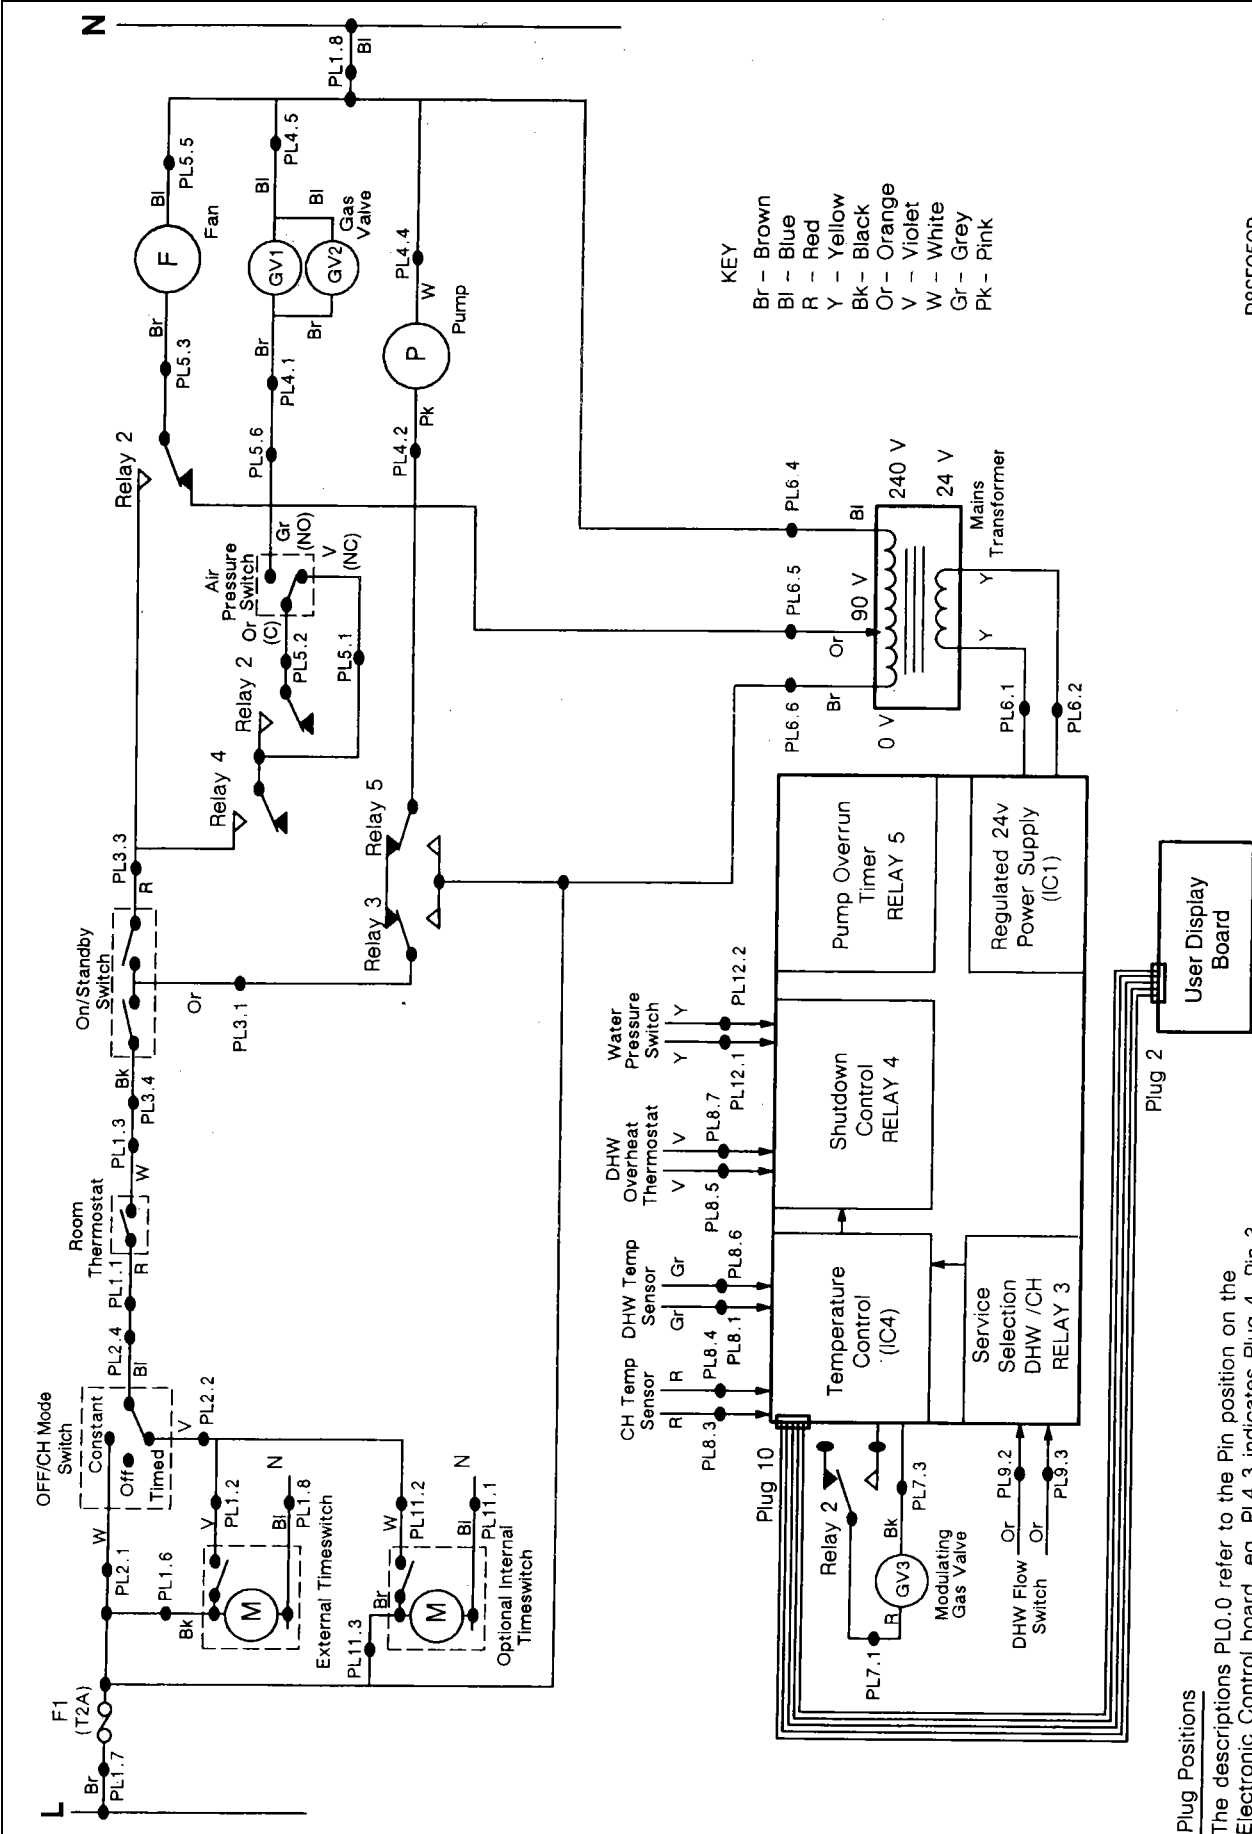 L
Br
PL1.7
F1
(T2A)
PL2.1
W
PL1.6
Bk
OFF/CH Mode
Switch
Constant
Off
Timed
V
PL2.2
V
PL1.2
Bl
PL1.8
N
M
External Timeswitch
PL11.3
Br
W
PL11.2
Bl
PL11.1
N
M
Optional Internal
Timeswitch
Bl
PL2.4
PL1.1
R
Room
Thermostat
W
PL1.3
PL3.4
Bk
On/Standby
Switch
Or
PL3.1
R
PL3.3
Relay 4
Relay 2
PL5.2
PL5.1
Air
Pressure
Switch
Or
(C)
Gr
(NO)
V
(NC)
Relay 3
Relay 5
Relay 2
PL5.3
Br
F
Fan
Bl
PL5.5
PL5.6
PL4.1
Br
Br
GV1
GV2
Gas
Valve
Bl
Bl
PL4.5
PL4.2
Pk
P
Pump
W
PL4.4
PL1.8
Bl
N
KEY
Br - Brown
Bl - Blue
R - Red
Y - Yellow
Bk - Black
Or - Orange
V - Violet
W - White
Gr - Grey
Pk - Pink
PL6.6
Br
PL6.5
Or
PL6.4
Bl
0 V
90 V
240 V
24 V
Mains
Transformer
Y
Y
PL6.1
PL6.2
CH Temp
Sensor
R
R
PL8.3
PL8.4
DHW Temp
Sensor
Gr
Gr
PL8.1
PL8.6
DHW
Overheat
Thermostat
V
V
PL8.5
PL8.7
Water
Pressure
Switch
Y
Y
PL12.1
PL12.2
Temperature
Control
(IC4)
Shutdown
Control
RELAY 4
Pump Overrun
Timer
RELAY 5
Service
Selection
DHW /CH
RELAY 3
Regulated 24v
Power Supply
(IC1)
Plug 10
Relay 2
PL7.1
R
GV3
Bk
PL7.3
Modulating
Gas Valve
DHW Flow
Switch
Or
Or
PL9.2
PL9.3
Plug 2
User Display
Board
Plug Positions
The descriptions PL0.0 refer to the Pin position on the
Electronic Control board, eg. PL4.3 indicates Plug 4, Pin 3